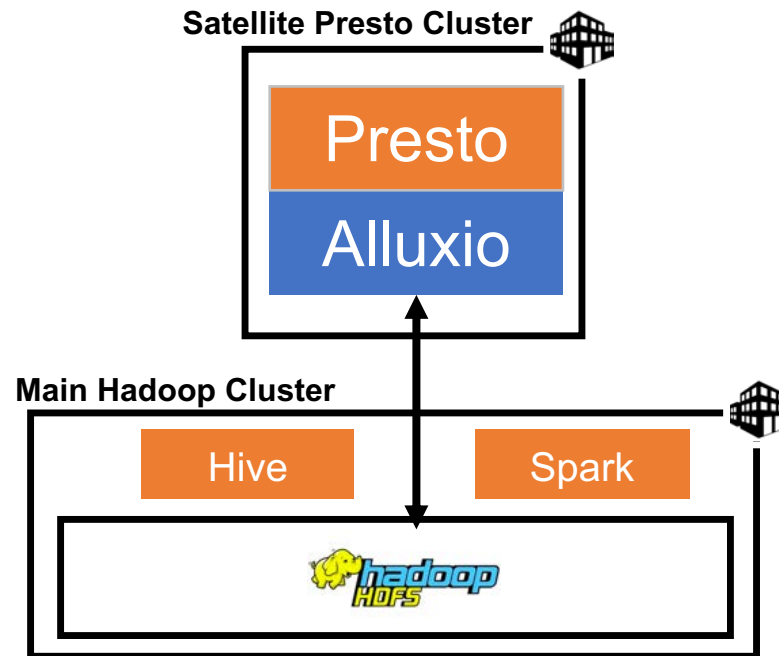 Satellite Presto Cluster
Presto
Alluxio
Main Hadoop Cluster
Hive
Spark
hadoop
HDFS